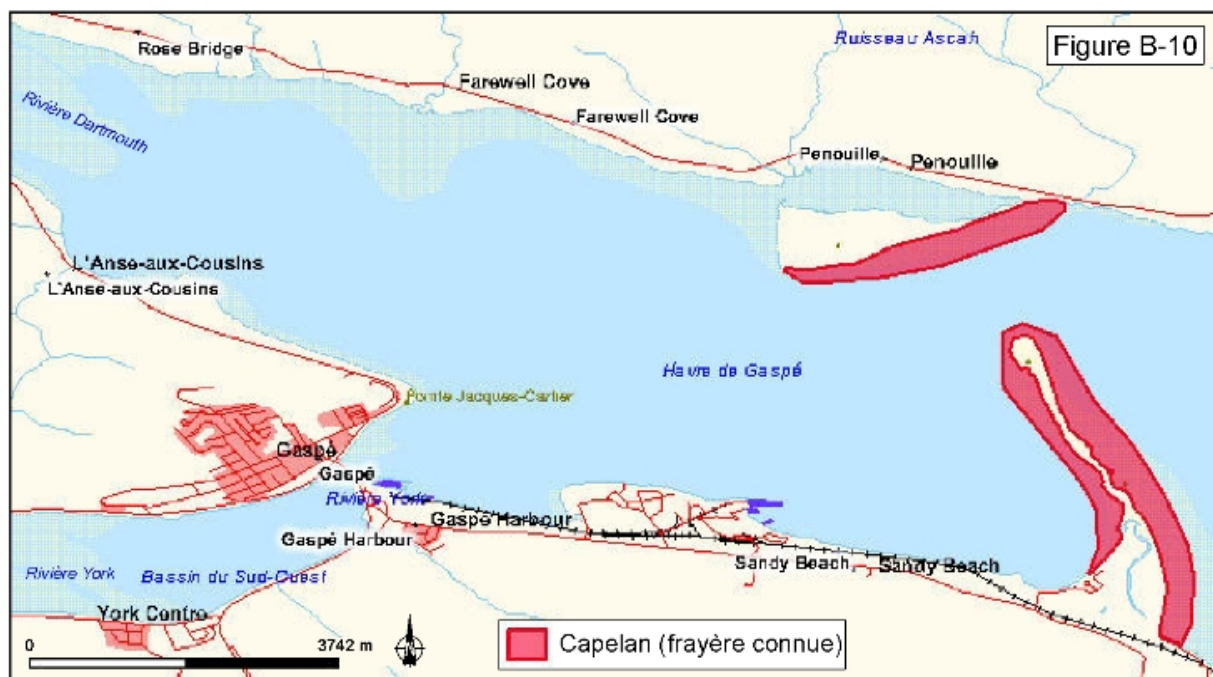 Figure B-10
Ruisseau Ascah
Rose Bridge
Farewell Cove
Rivière Dartmouth
Farewell Cove
Penouille
Penouille
L'Anse-aux-Cousins
L'Anse-aux-Cousins
Havre de Gaspé
Pointe Jacques-Cartier
Gaspé
Gaspé
Rivière York
Gaspé Harbour
Gaspé Harbour
Sandy Beach
Sandy Beach
Rivière York
Bassin du Sud-Ouest
York Centre
0
3742 m
Capelan (frayère connue)